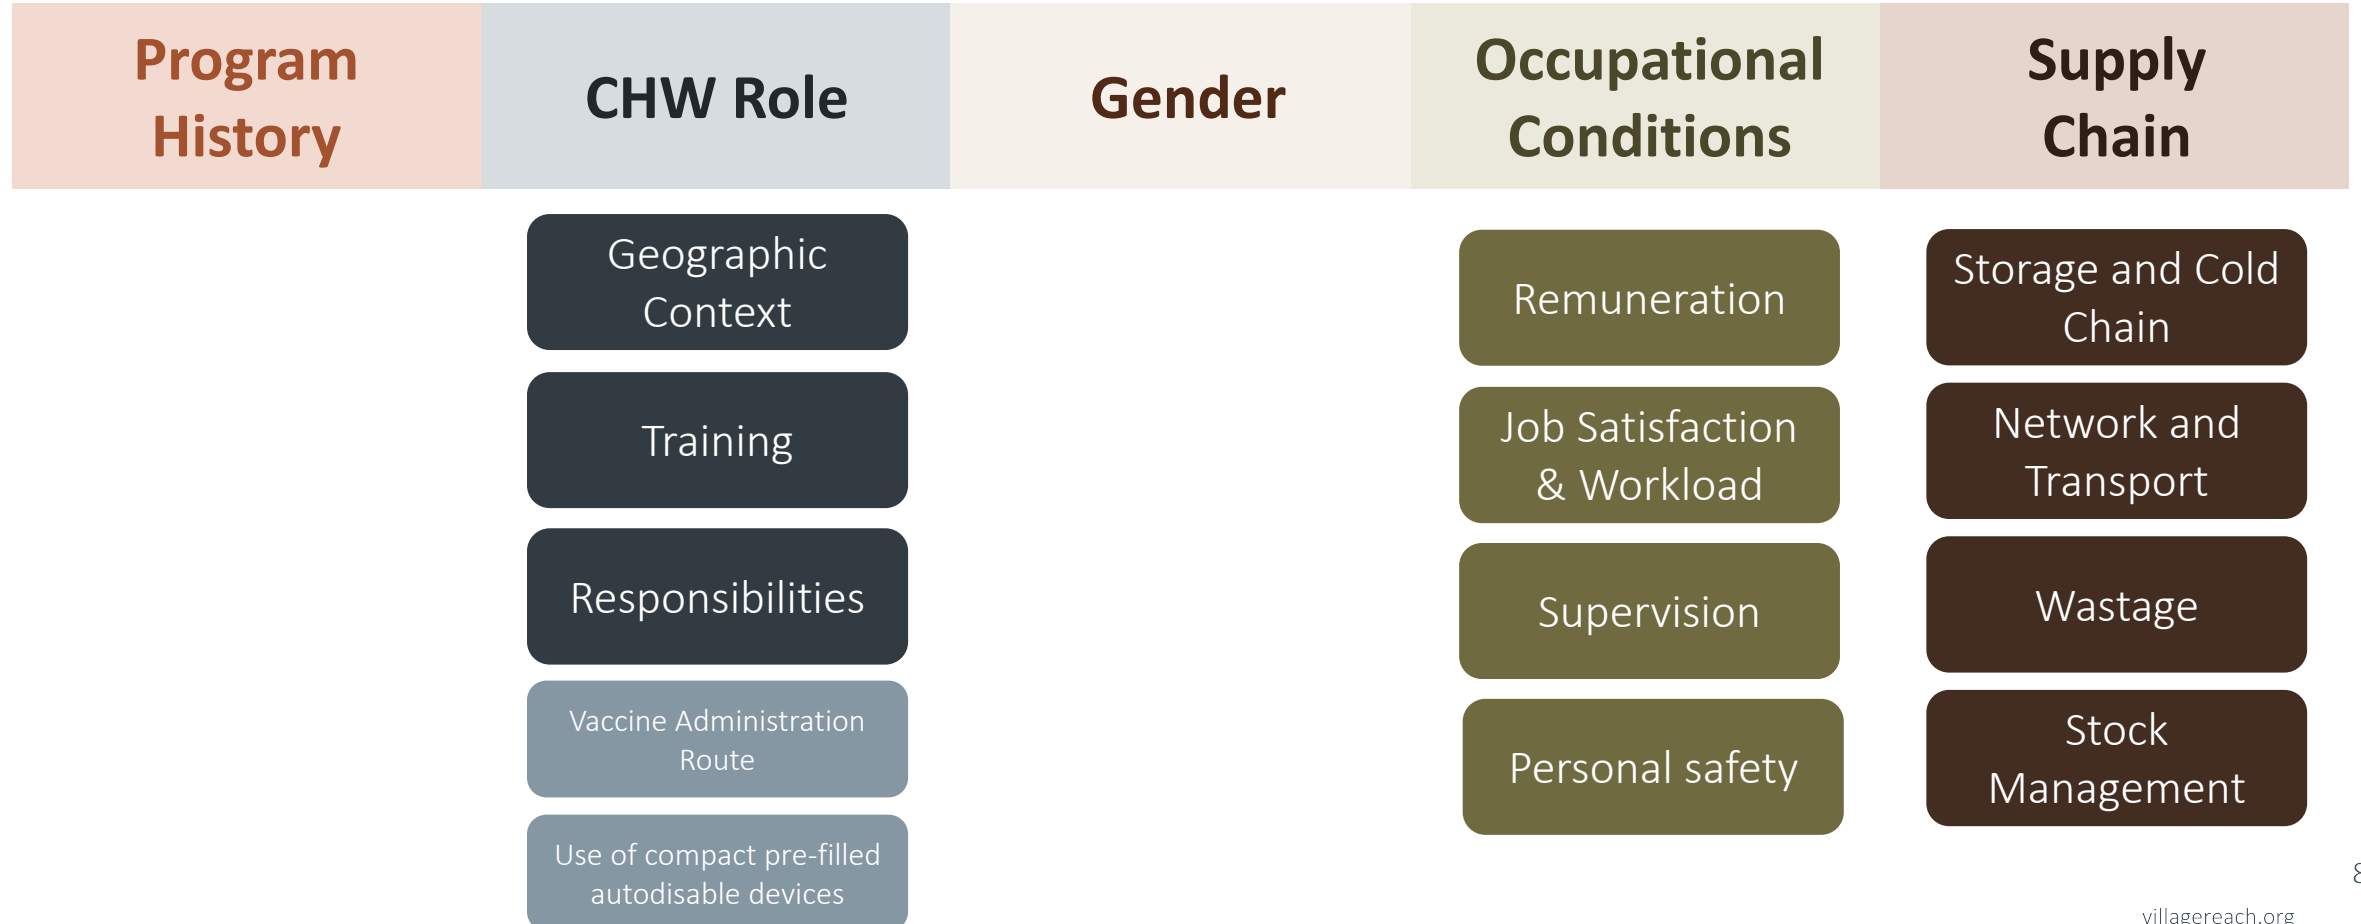 Program
History
CHW Role
Gender
Occupational
Conditions
Supply
Chain
Geographic
Context
Training
Responsibilities
Vaccine Administration
Route
Use of compact pre-filled
autodisable devices
Remuneration
Job Satisfaction
& Workload
Supervision
Personal safety
Storage and Cold
Chain
Network and
Transport
Wastage
Stock
Management
8
villagereach.org